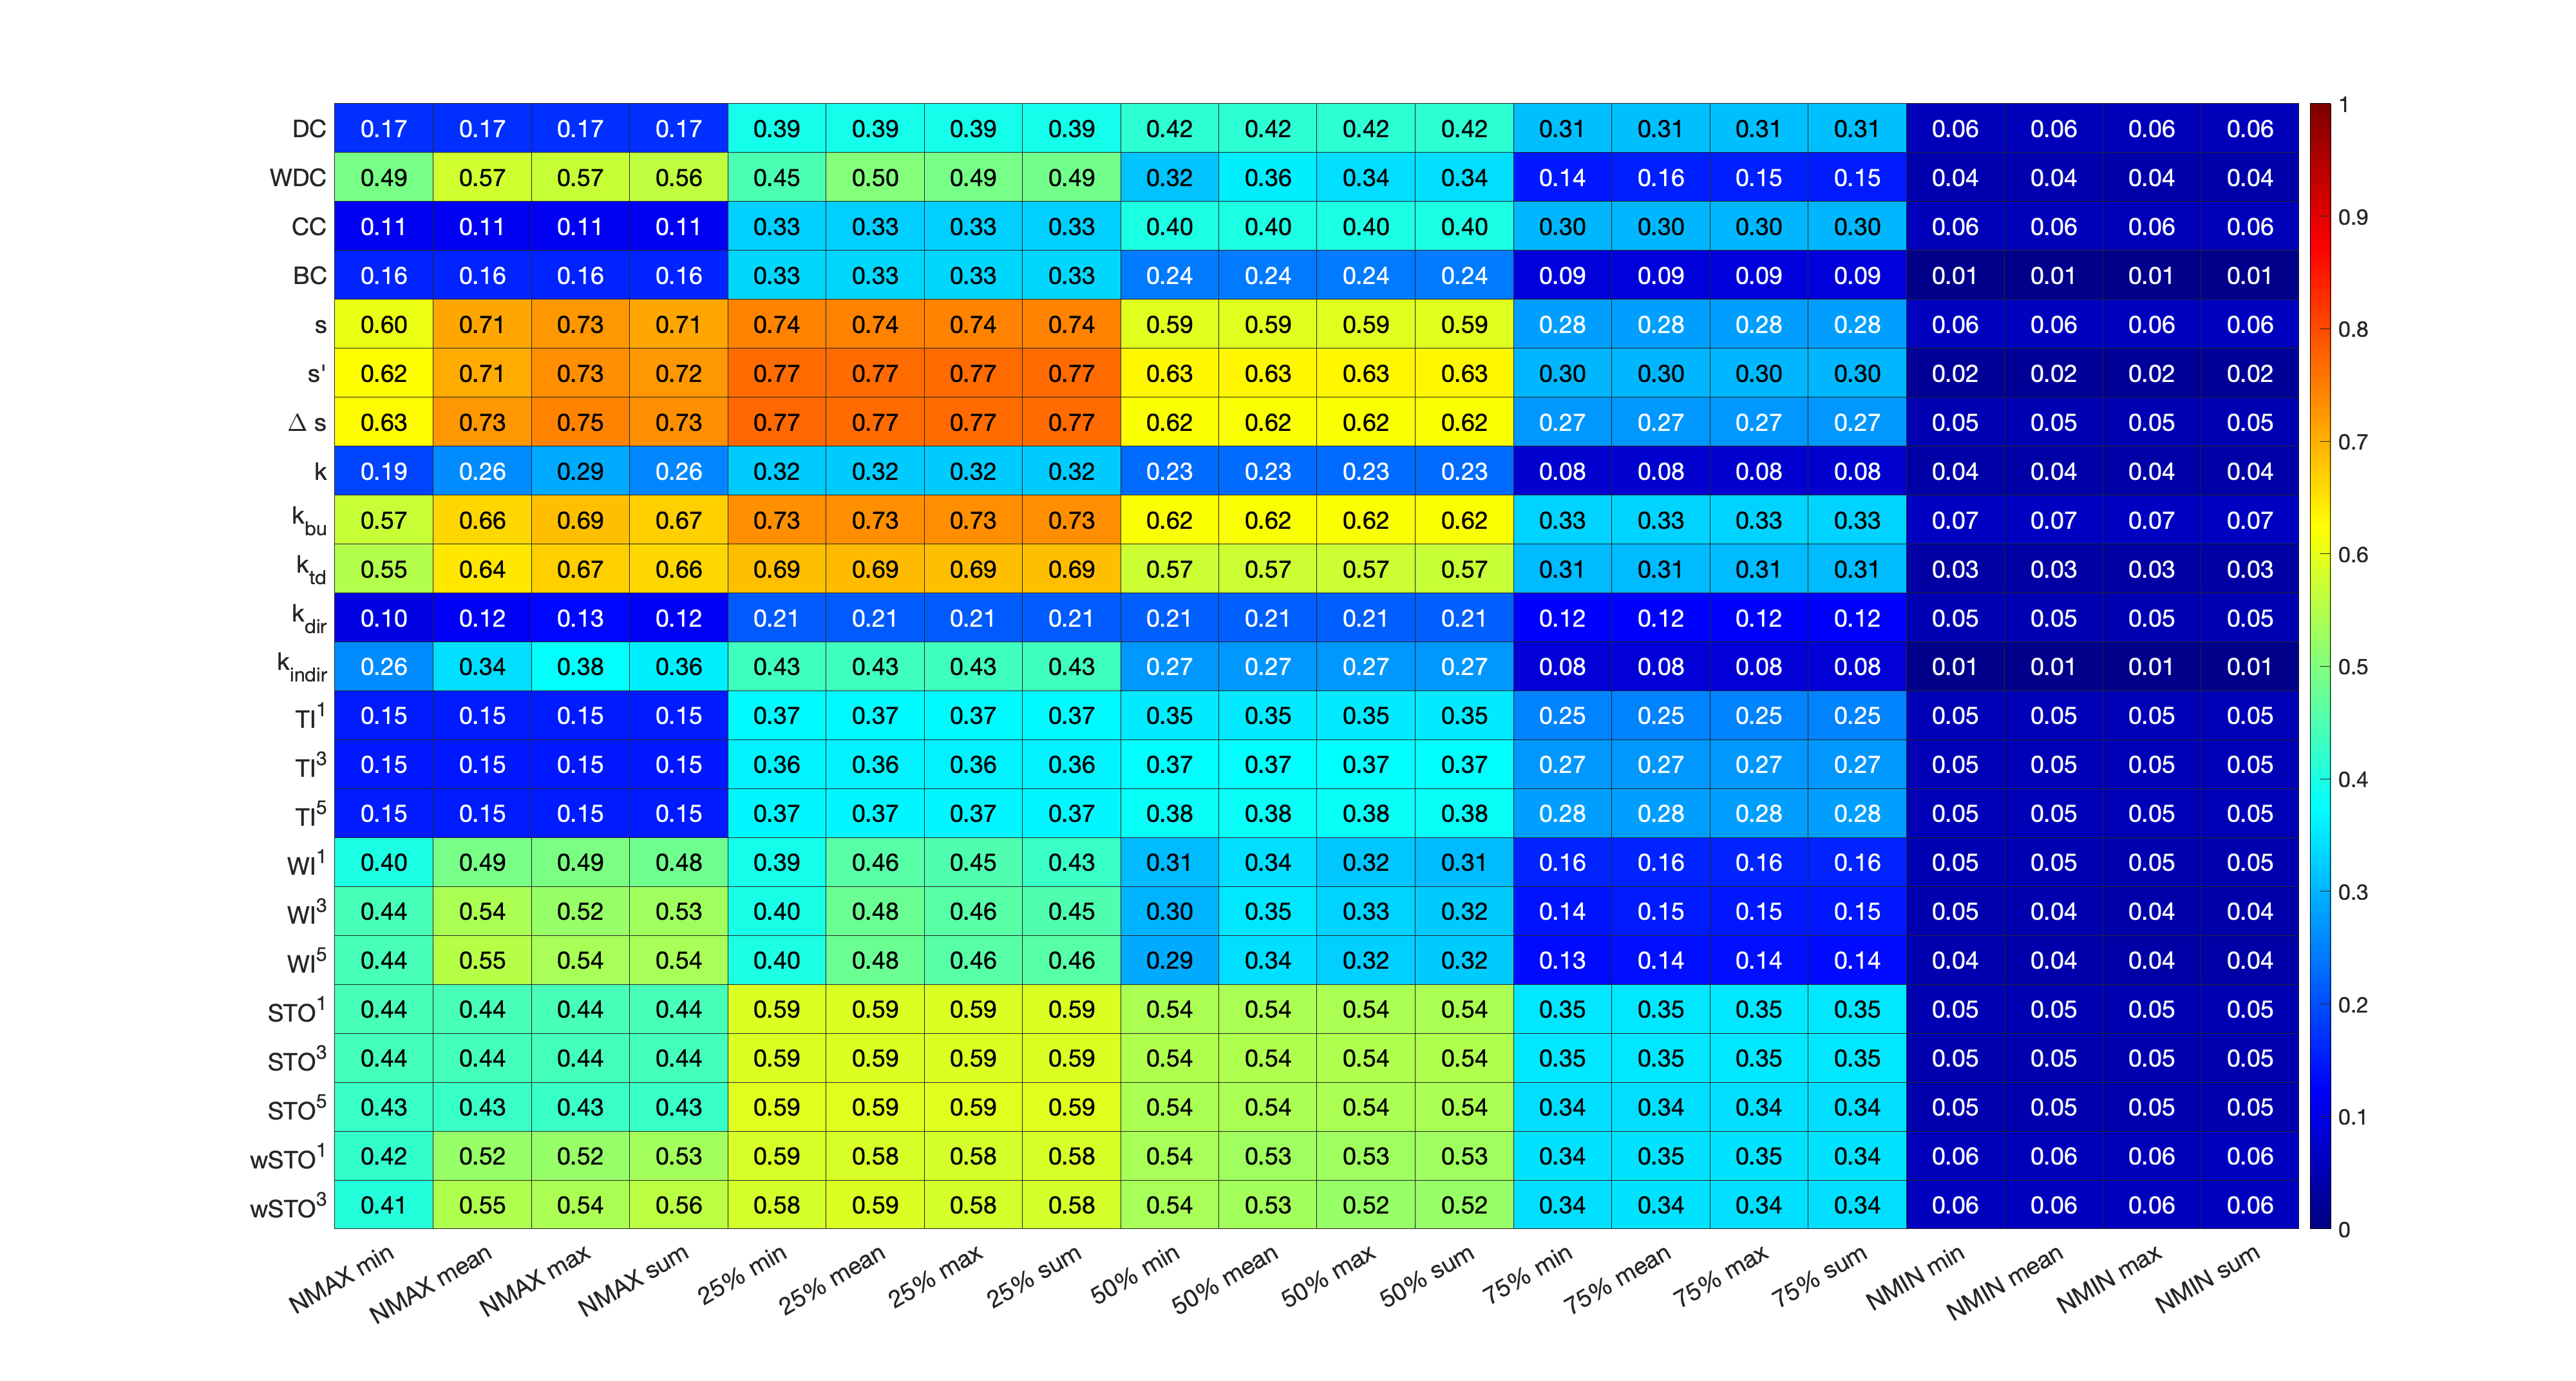 DC 0.17 0.17 0.17 0.17 0.39 0.39 0.39 0.39 0.42 0.42 0.42 0.42 0.31 0.31 0.31 0.31 0.06 0.06 0.06 0.06
WDC 0.49 0.57 0.57 0.56 0.45 0.50 0.49 0.49 0.32 0.36 0.34 0.34 0.14 0.16 0.15 0.15 0.04 0.04 0.04 0.04
CC 0.11 0.11 0.11 0.11 0.33 0.33 0.33 0.33 0.40 0.40 0.40 0.40 0.30 0.30 0.30 0.30 0.06 0.06 0.06 0.06
BC 0.16 0.16 0.16 0.16 0.33 0.33 0.33 0.33 0.24 0.24 0.24 0.24 0.09 0.09 0.09 0.09 0.01 0.01 0.01 0.01
s 0.60 0.71 0.73 0.71 0.74 0.74 0.74 0.74 0.59 0.59 0.59 0.59 0.28 0.28 0.28 0.28 0.06 0.06 0.06 0.06
s' 0.62 0.71 0.73 0.72 0.77 0.77 0.77 0.77 0.63 0.63 0.63 0.63 0.30 0.30 0.30 0.30 0.02 0.02 0.02 0.02
Δ s 0.63 0.73 0.75 0.73 0.77 0.77 0.77 0.77 0.62 0.62 0.62 0.62 0.27 0.27 0.27 0.27 0.05 0.05 0.05 0.05
k 0.19 0.26 0.29 0.26 0.32 0.32 0.32 0.32 0.23 0.23 0.23 0.23 0.08 0.08 0.08 0.08 0.04 0.04 0.04 0.04
k_bu 0.57 0.66 0.69 0.67 0.73 0.73 0.73 0.73 0.62 0.62 0.62 0.62 0.33 0.33 0.33 0.33 0.07 0.07 0.07 0.07
k_td 0.55 0.64 0.67 0.66 0.69 0.69 0.69 0.69 0.57 0.57 0.57 0.57 0.31 0.31 0.31 0.31 0.03 0.03 0.03 0.03
k_dir 0.10 0.12 0.13 0.12 0.21 0.21 0.21 0.21 0.21 0.21 0.21 0.21 0.12 0.12 0.12 0.12 0.05 0.05 0.05 0.05
k_indir 0.26 0.34 0.38 0.36 0.43 0.43 0.43 0.43 0.27 0.27 0.27 0.27 0.08 0.08 0.08 0.08 0.01 0.01 0.01 0.01
TI¹ 0.15 0.15 0.15 0.15 0.37 0.37 0.37 0.37 0.35 0.35 0.35 0.35 0.25 0.25 0.25 0.25 0.05 0.05 0.05 0.05
TI³ 0.15 0.15 0.15 0.15 0.36 0.36 0.36 0.36 0.37 0.37 0.37 0.37 0.27 0.27 0.27 0.27 0.05 0.05 0.05 0.05
TI⁵ 0.15 0.15 0.15 0.15 0.37 0.37 0.37 0.37 0.38 0.38 0.38 0.38 0.28 0.28 0.28 0.28 0.05 0.05 0.05 0.05
WI¹ 0.40 0.49 0.49 0.48 0.39 0.46 0.45 0.43 0.31 0.34 0.32 0.31 0.16 0.16 0.16 0.16 0.05 0.05 0.05 0.05
WI³ 0.44 0.54 0.52 0.53 0.40 0.48 0.46 0.45 0.30 0.35 0.33 0.32 0.14 0.15 0.15 0.15 0.05 0.04 0.04 0.04
WI⁵ 0.44 0.55 0.54 0.54 0.40 0.48 0.46 0.46 0.29 0.34 0.32 0.32 0.13 0.14 0.14 0.14 0.04 0.04 0.04 0.04
STO¹ 0.44 0.44 0.44 0.44 0.59 0.59 0.59 0.59 0.54 0.54 0.54 0.54 0.35 0.35 0.35 0.35 0.05 0.05 0.05 0.05
STO³ 0.44 0.44 0.44 0.44 0.59 0.59 0.59 0.59 0.54 0.54 0.54 0.54 0.35 0.35 0.35 0.35 0.05 0.05 0.05 0.05
STO⁵ 0.43 0.43 0.43 0.43 0.59 0.59 0.59 0.59 0.54 0.54 0.54 0.54 0.34 0.34 0.34 0.34 0.05 0.05 0.05 0.05
wSTO¹ 0.42 0.52 0.52 0.53 0.59 0.58 0.58 0.58 0.54 0.53 0.53 0.53 0.34 0.35 0.35 0.34 0.06 0.06 0.06 0.06
wSTO³ 0.41 0.55 0.54 0.56 0.58 0.59 0.58 0.58 0.54 0.53 0.52 0.52 0.34 0.34 0.34 0.34 0.06 0.06 0.06 0.06
NMAX min NMAX mean NMAX max NMAX sum 25% min 25% mean 25% max 25% sum 50% min 50% mean 50% max 50% sum 75% min 75% mean 75% max 75% sum NMIN min NMIN mean NMIN max NMIN sum
1
0.9
0.8
0.7
0.6
0.5
0.4
0.3
0.2
0.1
0